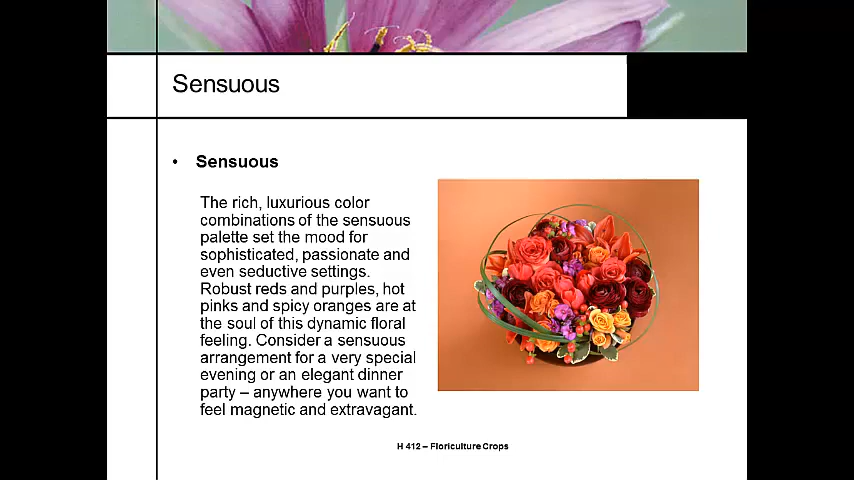 Sensuous
• Sensuous
The rich, luxurious color
combinations of the sensuous
palette set the mood for
sophisticated, passionate and
even seductive settings.
Robust reds and purples, hot
pinks and spicy oranges are at
the soul of this dynamic floral
feeling. Consider a sensuous
arrangement for a very special
evening or an elegant dinner
party – anywhere you want to
feel magnetic and extravagant.
H 412 – Floriculture Crops